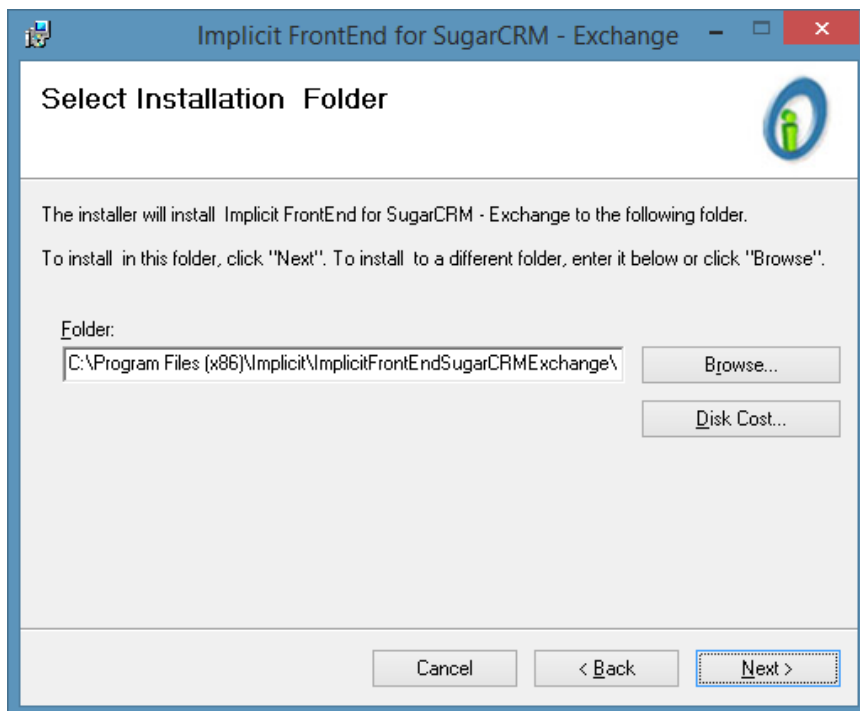 Implicit FrontEnd for SugarCRM - Exchange
Select Installation Folder
The installer will install Implicit FrontEnd for SugarCRM - Exchange to the following folder.
To install in this folder, click "Next". To install to a different folder, enter it below or click "Browse".
Folder:
C:\Program Files (x86)\Implicit\ImplicitFrontEndSugarCRMExchange\
Browse...
Disk Cost...
Cancel
< Back
Next >